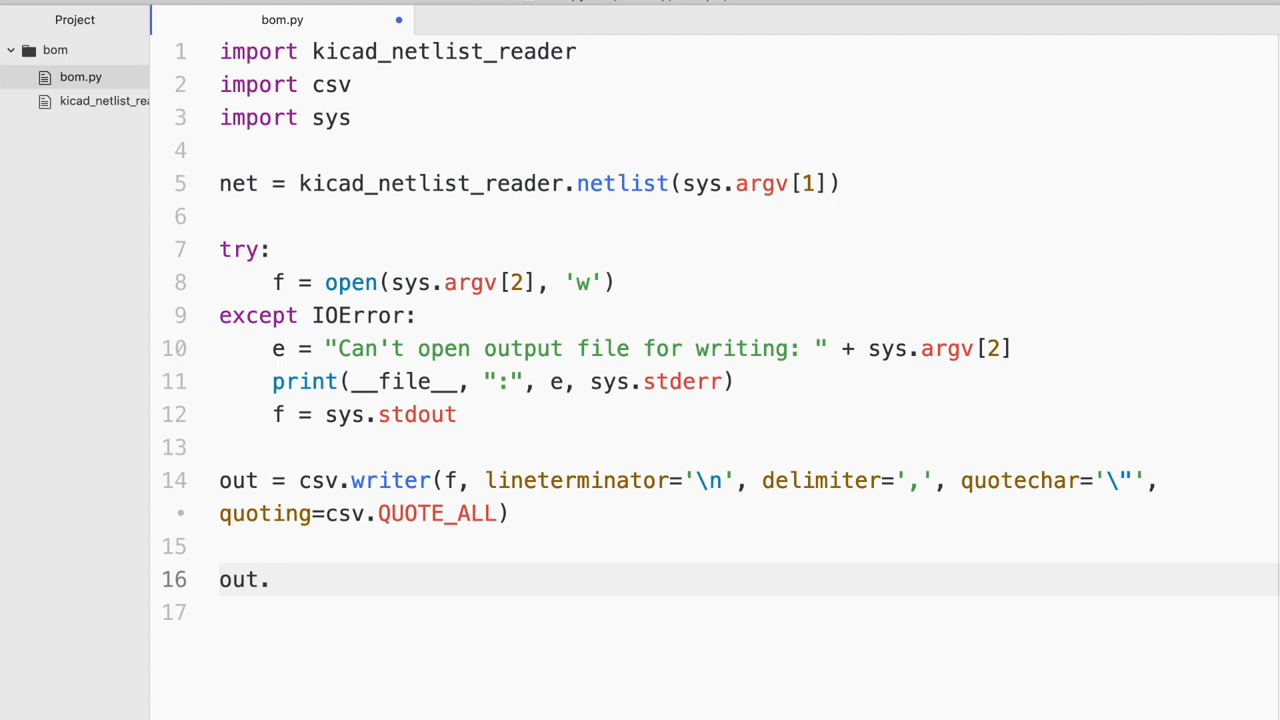 Project
bom.py
bom
bom.py
kicad_netlist_rea
1 import kicad_netlist_reader
2 import csv
3 import sys
4
5 net = kicad_netlist_reader.netlist(sys.argv[1])
6
7 try:
8     f = open(sys.argv[2], 'w')
9 except IOError:
10     e = "Can't open output file for writing: " + sys.argv[2]
11     print(__file__, ":", e, sys.stderr)
12     f = sys.stdout
13
14 out = csv.writer(f, lineterminator='\n', delimiter=',', quotechar='\"',
• quoting=csv.QUOTE_ALL)
15
16 out.
17